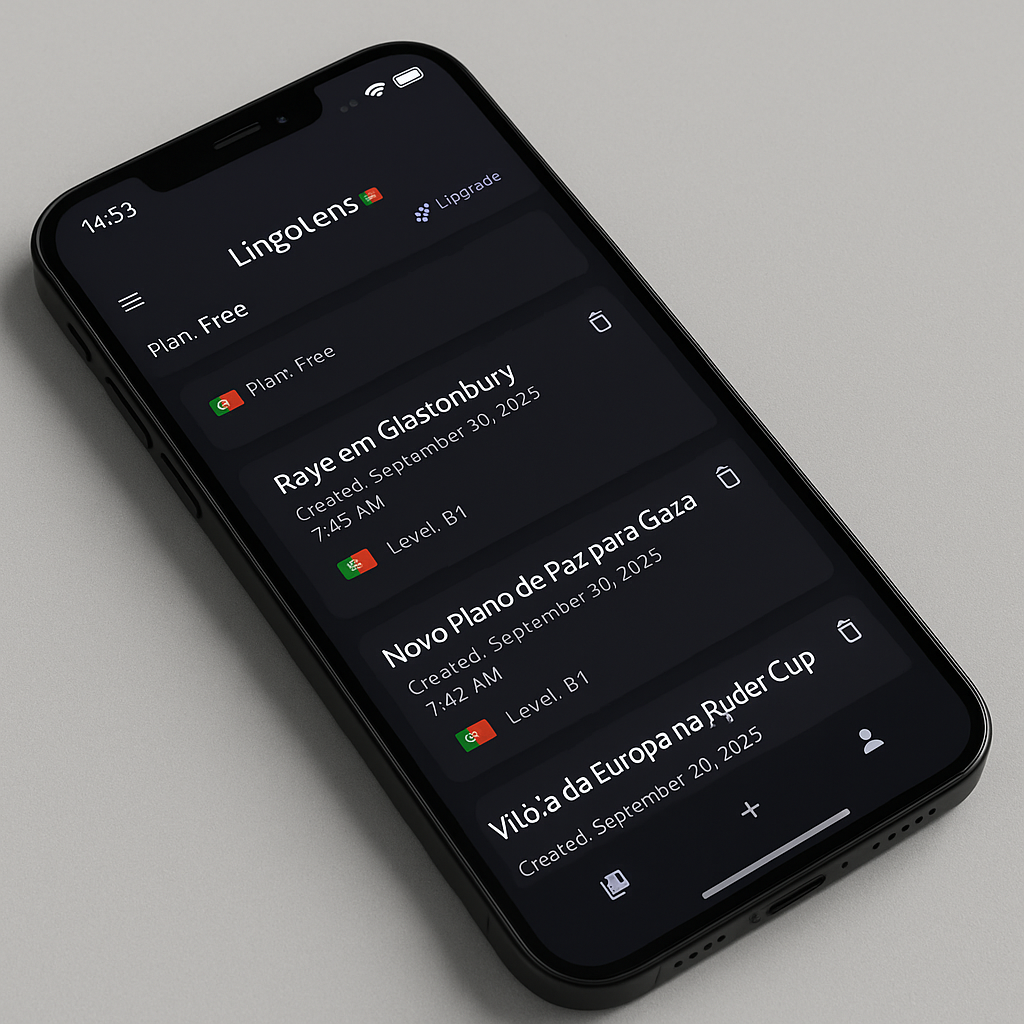 14:53
LingoLens
Lipgrade
Plan. Free
Plan. Free
Raye em Glastonbury
Created. September 30, 2025
7:45 AM
Level. B1
Novo Plano de Paz para Gaza
Created. September 30, 2025
7:42 AM
Level. B1
da Europa na Ryder Cup
Created. September 20, 2025